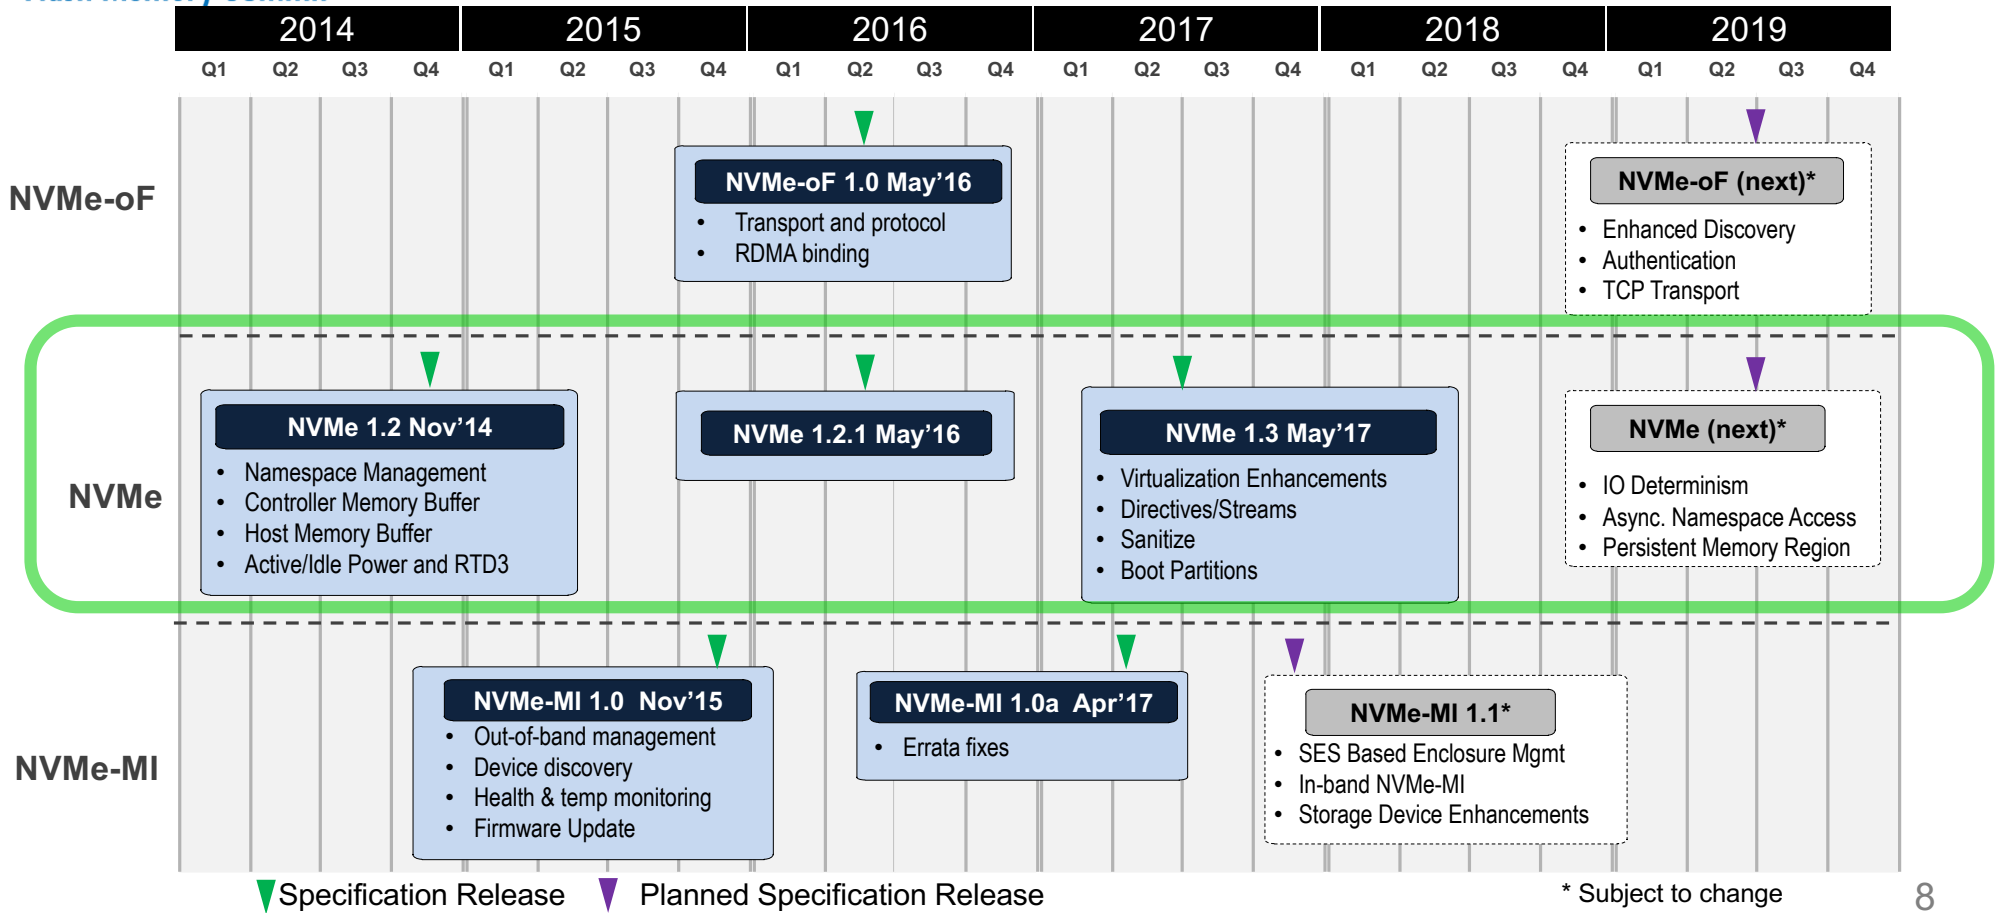 2014 2015 2016 2017 2018 2019
Q1 Q2 Q3 Q4 Q1 Q2 Q3 Q4 Q1 Q2 Q3 Q4 Q1 Q2 Q3 Q4 Q1 Q2 Q3 Q4 Q1 Q2 Q3 Q4
NVMe-oF
NVMe-oF 1.0 May’16
• Transport and protocol
• RDMA binding
NVMe-oF (next)*
• Enhanced Discovery
• Authentication
• TCP Transport
NVMe
NVMe 1.2 Nov’14
• Namespace Management
• Controller Memory Buffer
• Host Memory Buffer
• Active/Idle Power and RTD3
NVMe 1.2.1 May’16
NVMe 1.3 May’17
• Virtualization Enhancements
• Directives/Streams
• Sanitize
• Boot Partitions
NVMe (next)*
• IO Determinism
• Async. Namespace Access
• Persistent Memory Region
NVMe-MI
NVMe-MI 1.0 Nov’15
• Out-of-band management
• Device discovery
• Health & temp monitoring
• Firmware Update
NVMe-MI 1.0a Apr’17
• Errata fixes
NVMe-MI 1.1*
• SES Based Enclosure Mgmt
• In-band NVMe-MI
• Storage Device Enhancements
Specification Release
Planned Specification Release
* Subject to change
8